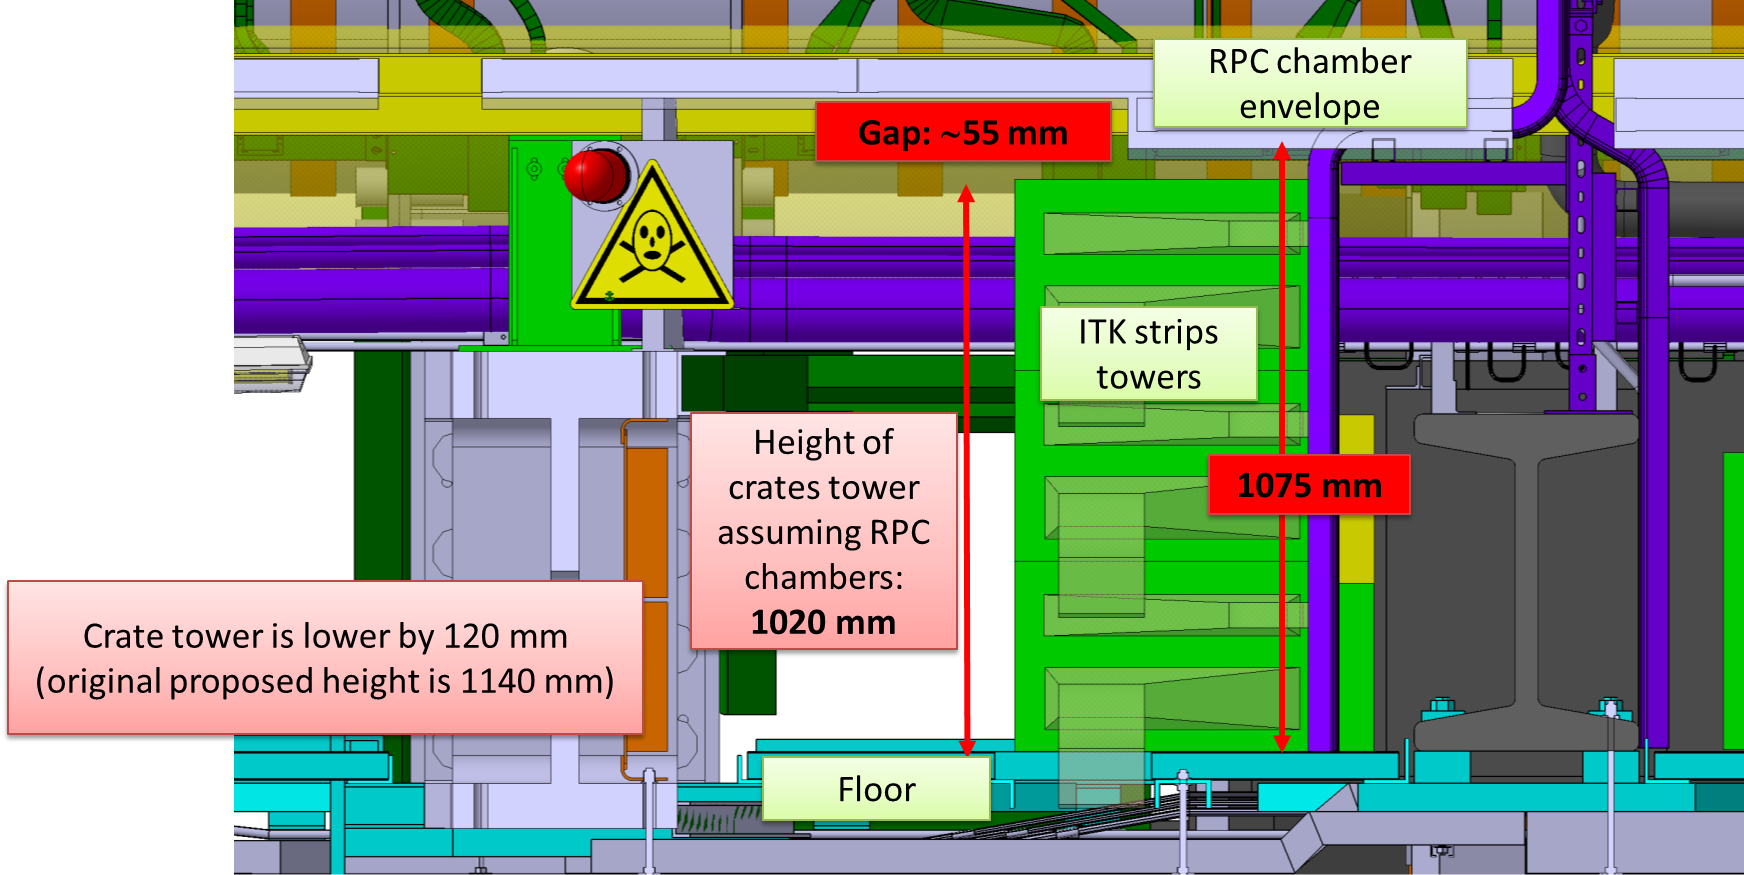 RPC chamber
envelope
Gap: ~55 mm
ITK strips
towers
Height of
crates tower
assuming RPC
chambers:
1020 mm
1075 mm
Crate tower is lower by 120 mm
(original proposed height is 1140 mm)
Floor